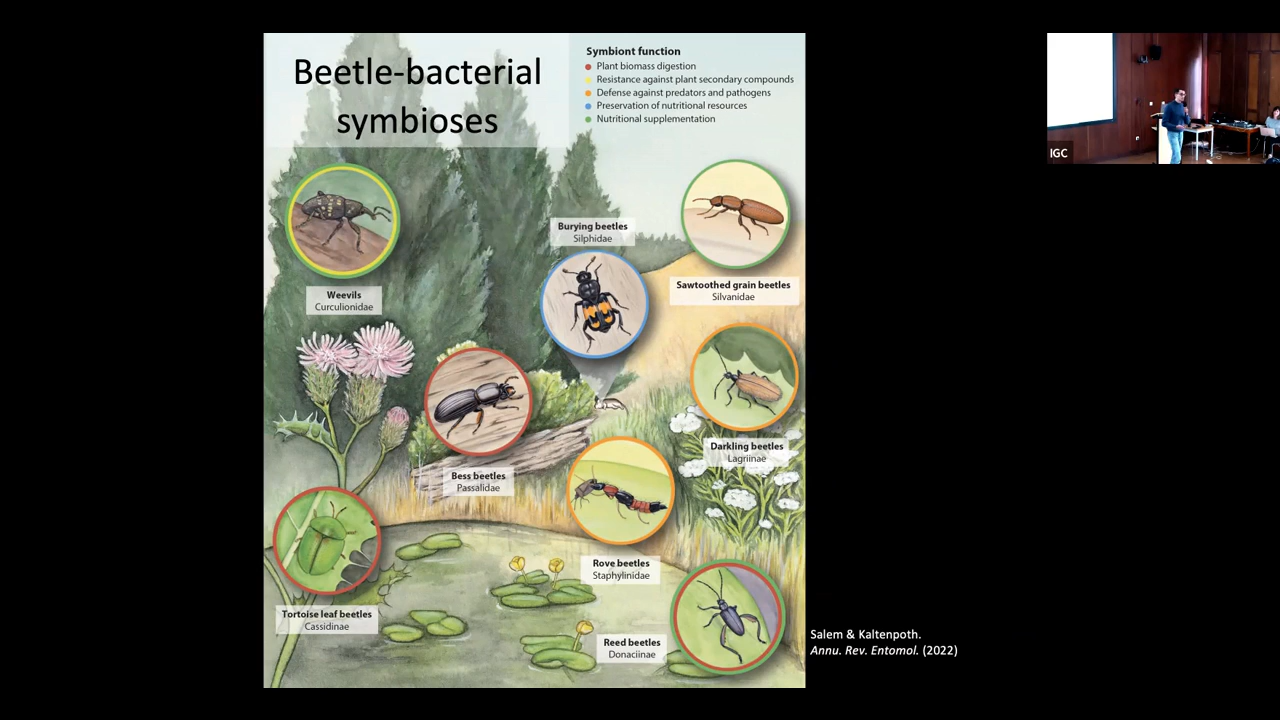 Beetle-bacterial
symbioses
Symbiont function
Plant biomass digestion
Resistance against plant secondary compounds
Defense against predators and pathogens
Preservation of nutritional resources
Nutritional supplementation
IGC
Burying beetles
Silphidae
Sawtoothed grain beetles
Silvanidae
Weevils
Curculionidae
Darkling beetles
Lagriinae
Bess beetles
Passalidae
Rove beetles
Staphylinidae
Tortoise leaf beetles
Cassidinae
Reed beetles
Donaciinae
Salem & Kaltenpoth.
Annu. Rev. Entomol. (2022)